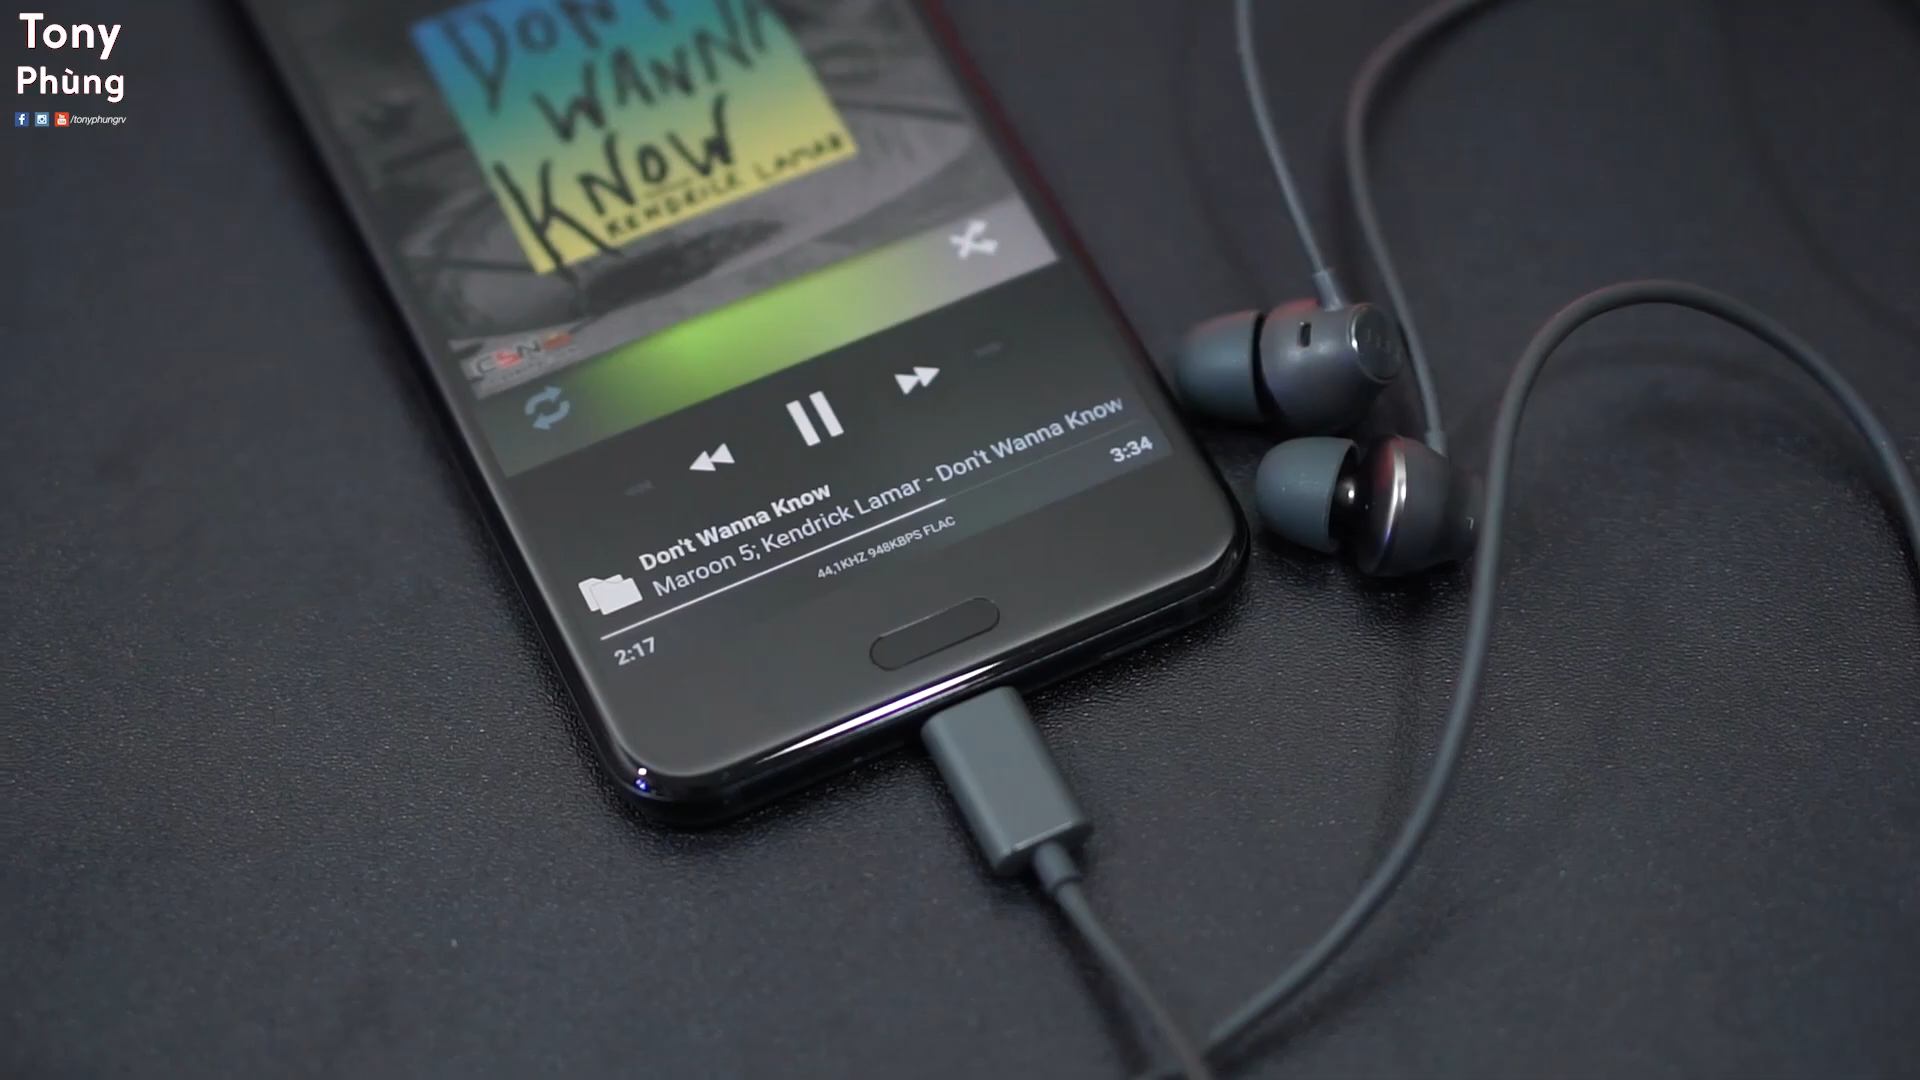 Tony
Phùng
/tonyphungrv
DON'T
WANNA
KNOW
KENDRICK LAMAR
CSN
Don't Wanna Know
Maroon 5; Kendrick Lamar - Don't Wanna Know
2:17
3:34
44,1KHZ 948KBPS FLAC